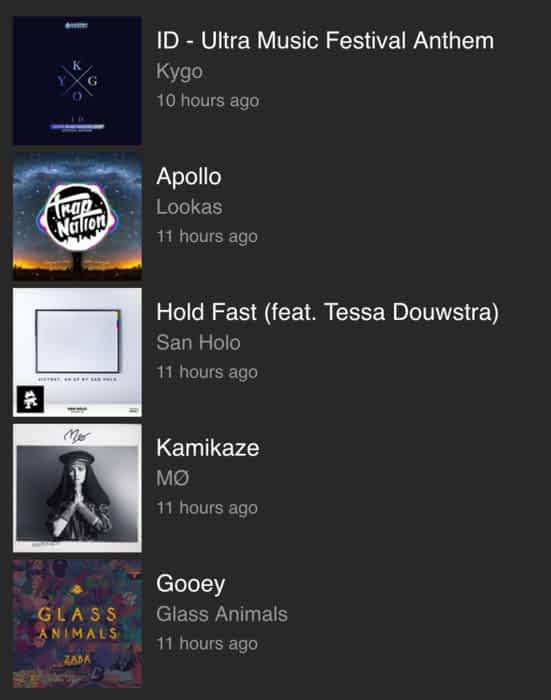 K
Y G
O
I D
ID - Ultra Music Festival Anthem
Kygo
10 hours ago
Trap
Nation
Apollo
Lookas
11 hours ago
VICTORY, AN EP BY SAN HOLO
SAN HOLO
Hold Fast (feat. Tessa Douwstra)
San Holo
11 hours ago
MØ
Kamikaze
MØ
11 hours ago
GLASS
ANIMALS
ZABA
Gooey
Glass Animals
11 hours ago